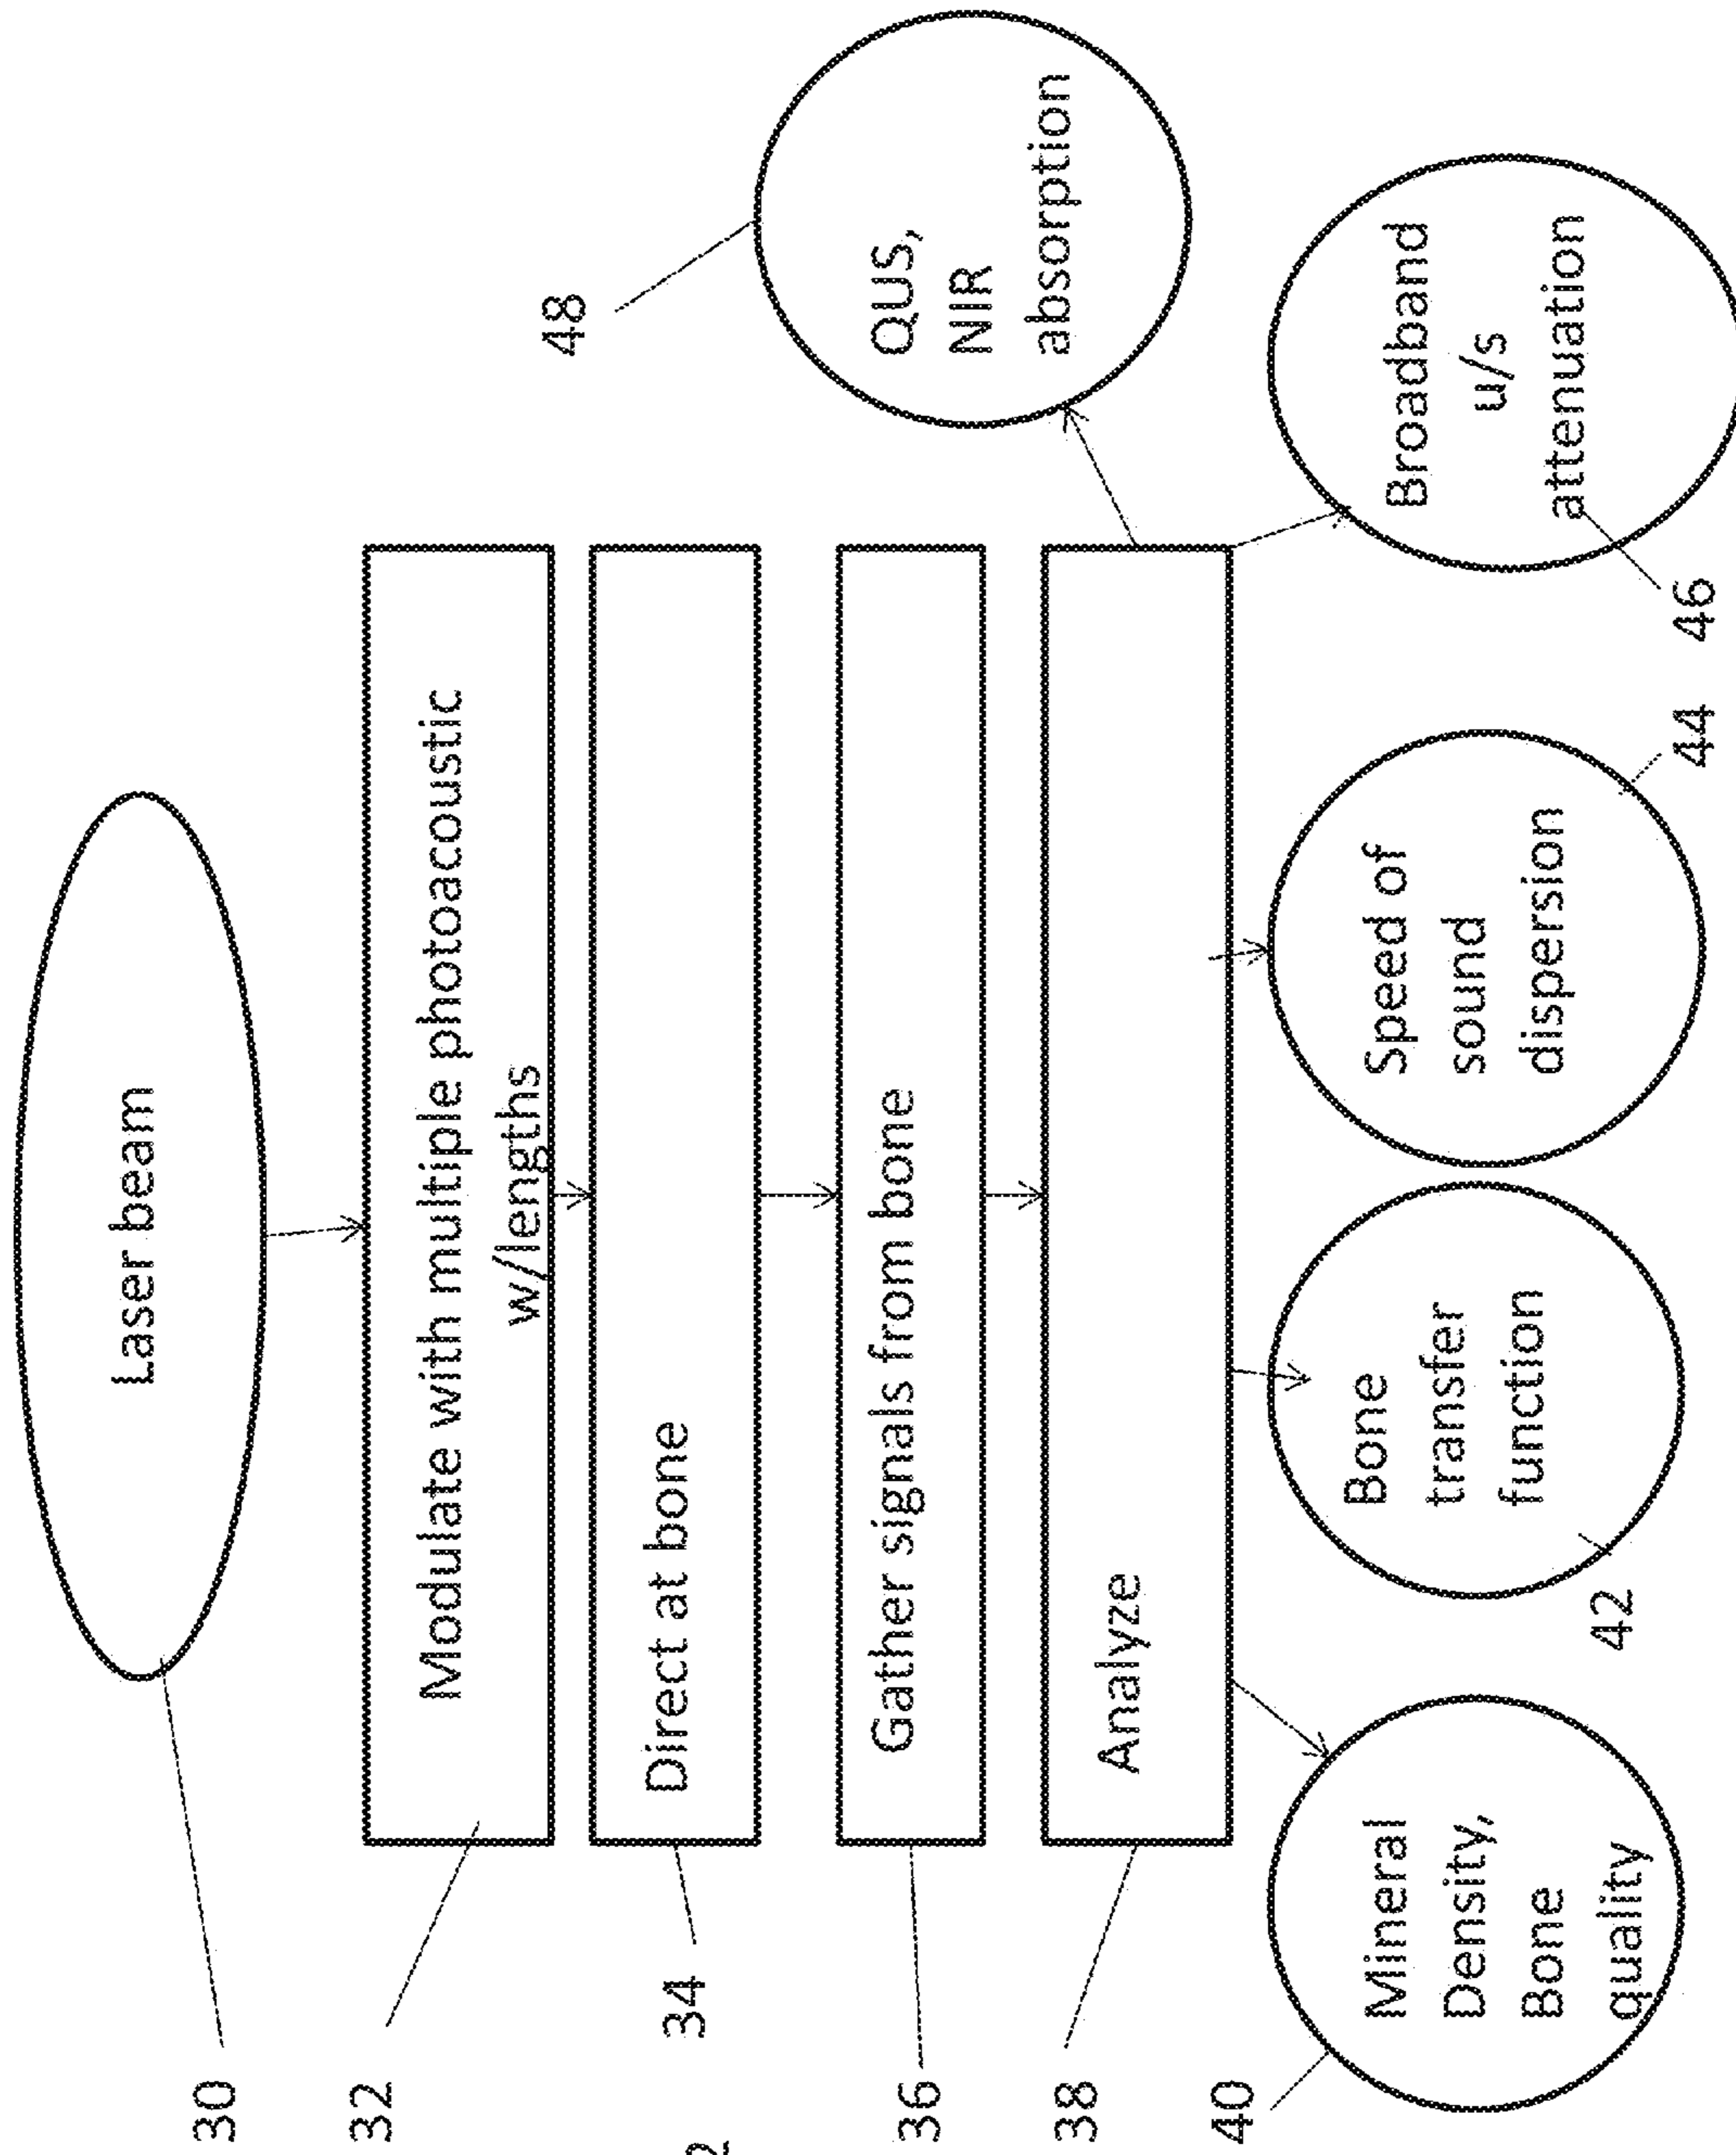 30
Laser beam
32
Modulate with multiple photoacoustic
w/lengths
34
Direct at bone
2
36
Gather signals from bone
38
Analyze
48
QUS,
NIR
absorption
40
Mineral
Density,
Bone
quality
42
Bone
transfer
function
44
Speed of
sound
dispersion
46
Broadband
u/s
attenuation